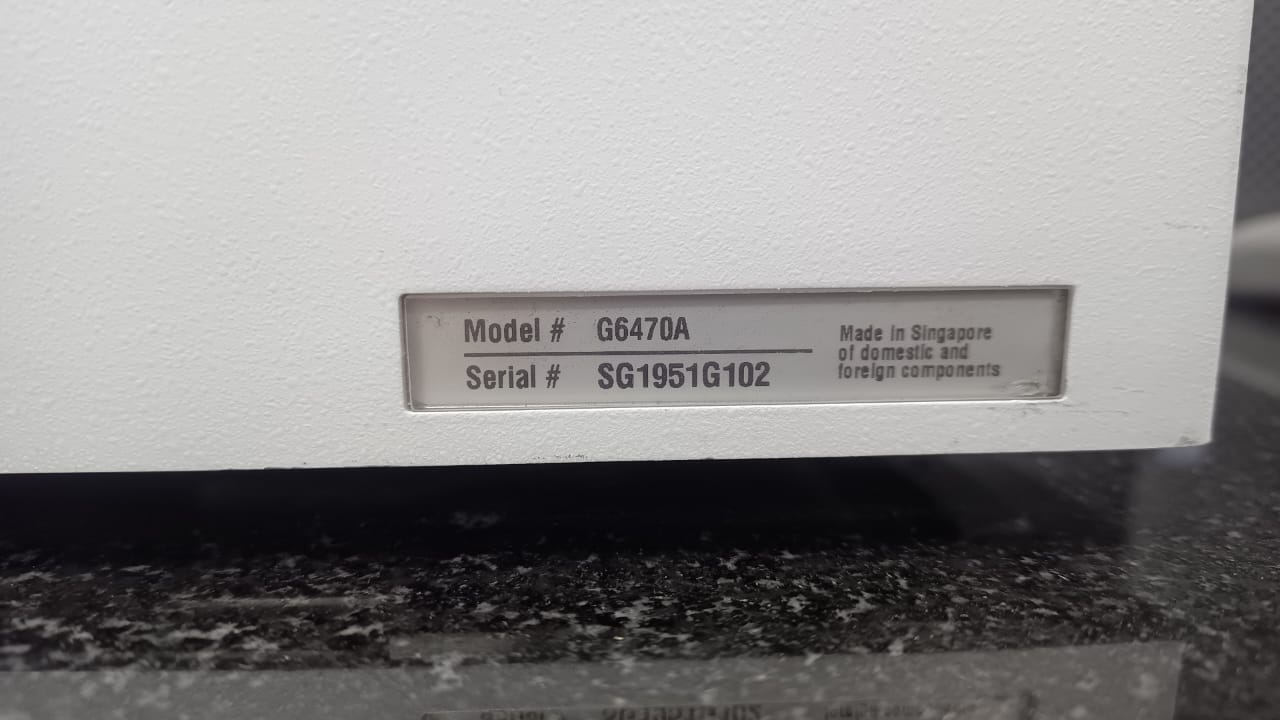 Model # G6470A
Serial # SG1951G102
Made in Singapore
of domestic and
foreign components